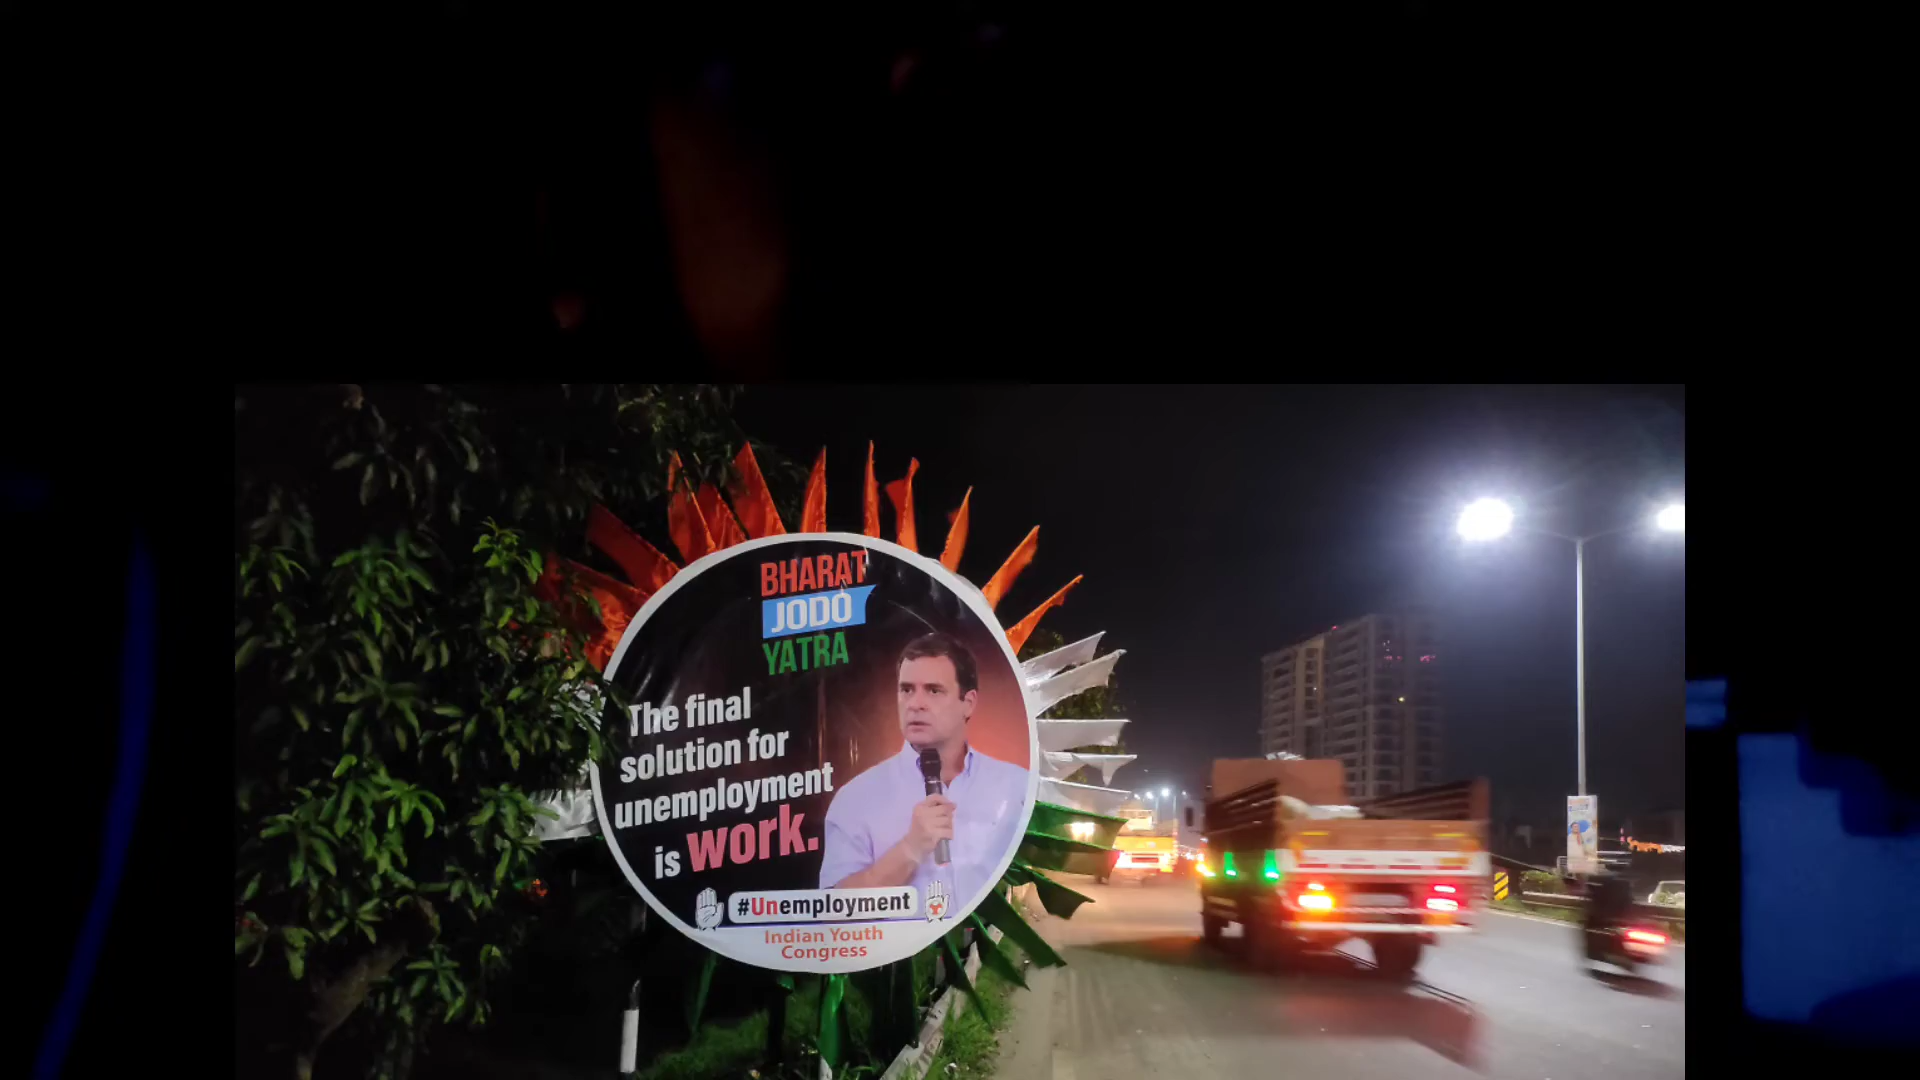 BHARAT
JODO
YATRA
The final
solution for
unemployment
is work.
#Unemployment
Indian Youth
Congress